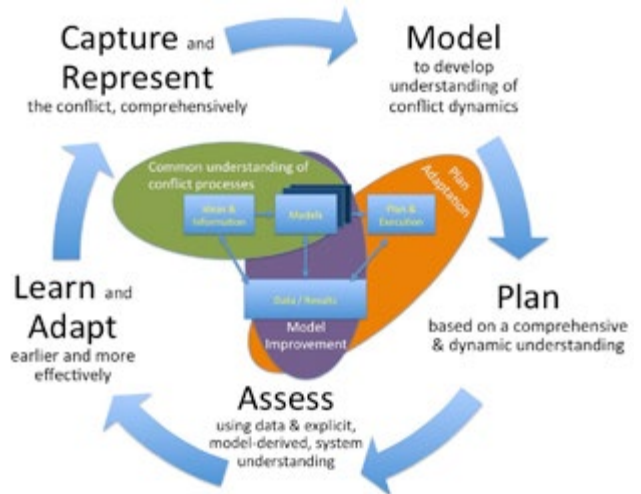 Capture and
Represent
the conflict, comprehensively
Model
to develop
understanding of
conflict dynamics
Common understanding of
conflict processes
Plan
Adaptation
Ideas &
Information
Models
Plan &
Execution
Data / Results
Model
Improvement
Learn and
Adapt
earlier and more
effectively
Plan
based on a comprehensive
& dynamic understanding
Assess
using data & explicit,
model-derived, system
understanding